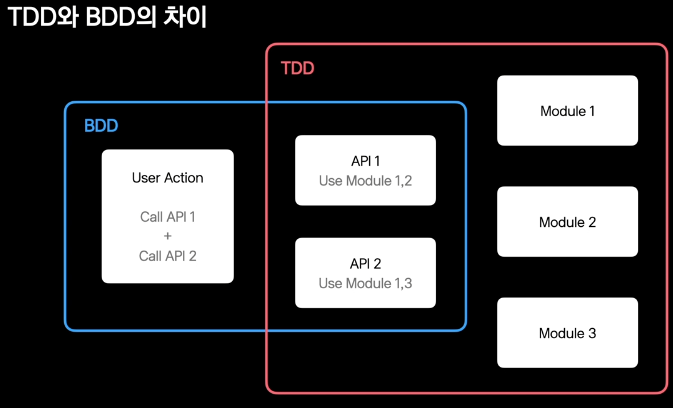 TDD와 BDD의 차이
TDD
BDD
User Action
Call API 1
+
Call API 2
API 1
Use Module 1,2
API 2
Use Module 1,3
Module 1
Module 2
Module 3